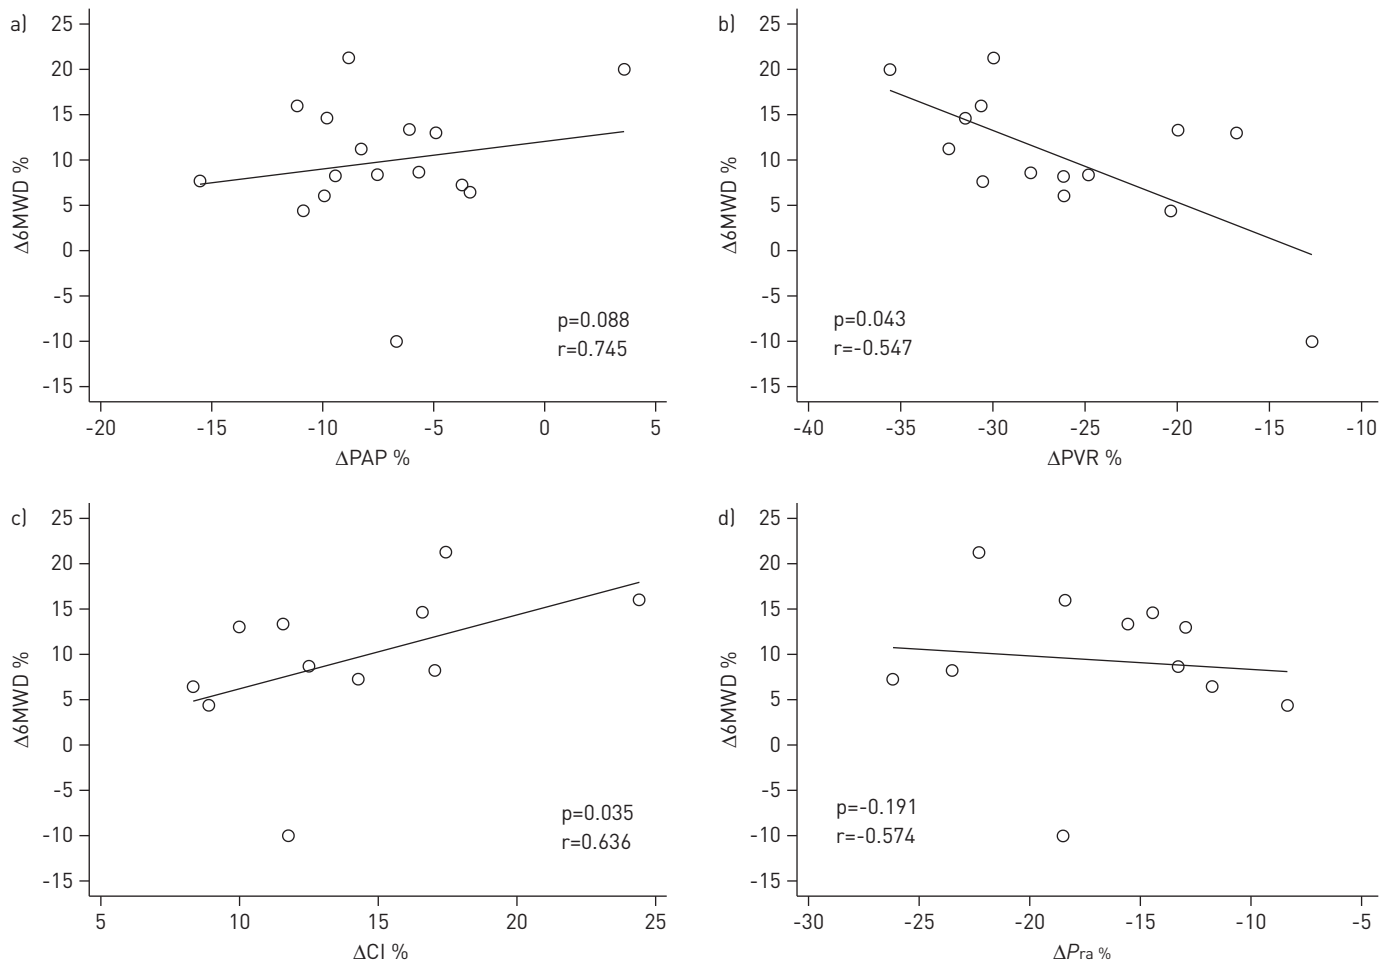 a)
25
20
15
10
5
0
-5
-10
-15
Δ6MWD %
p=0.088
r=0.745
-20 -15 -10 -5 0 5
ΔPAP %
b)
25
20
15
10
5
0
-5
-10
-15
Δ6MWD %
p=0.043
r=-0.547
-40 -35 -30 -25 -20 -15 -10
ΔPVR %
c)
25
20
15
10
5
0
-5
-10
-15
Δ6MWD %
p=0.035
r=0.636
5 10 15 20 25
ΔCI %
d)
25
20
15
10
5
0
-5
-10
-15
Δ6MWD %
p=-0.191
r=-0.574
-30 -25 -20 -15 -10 -5
ΔPra %